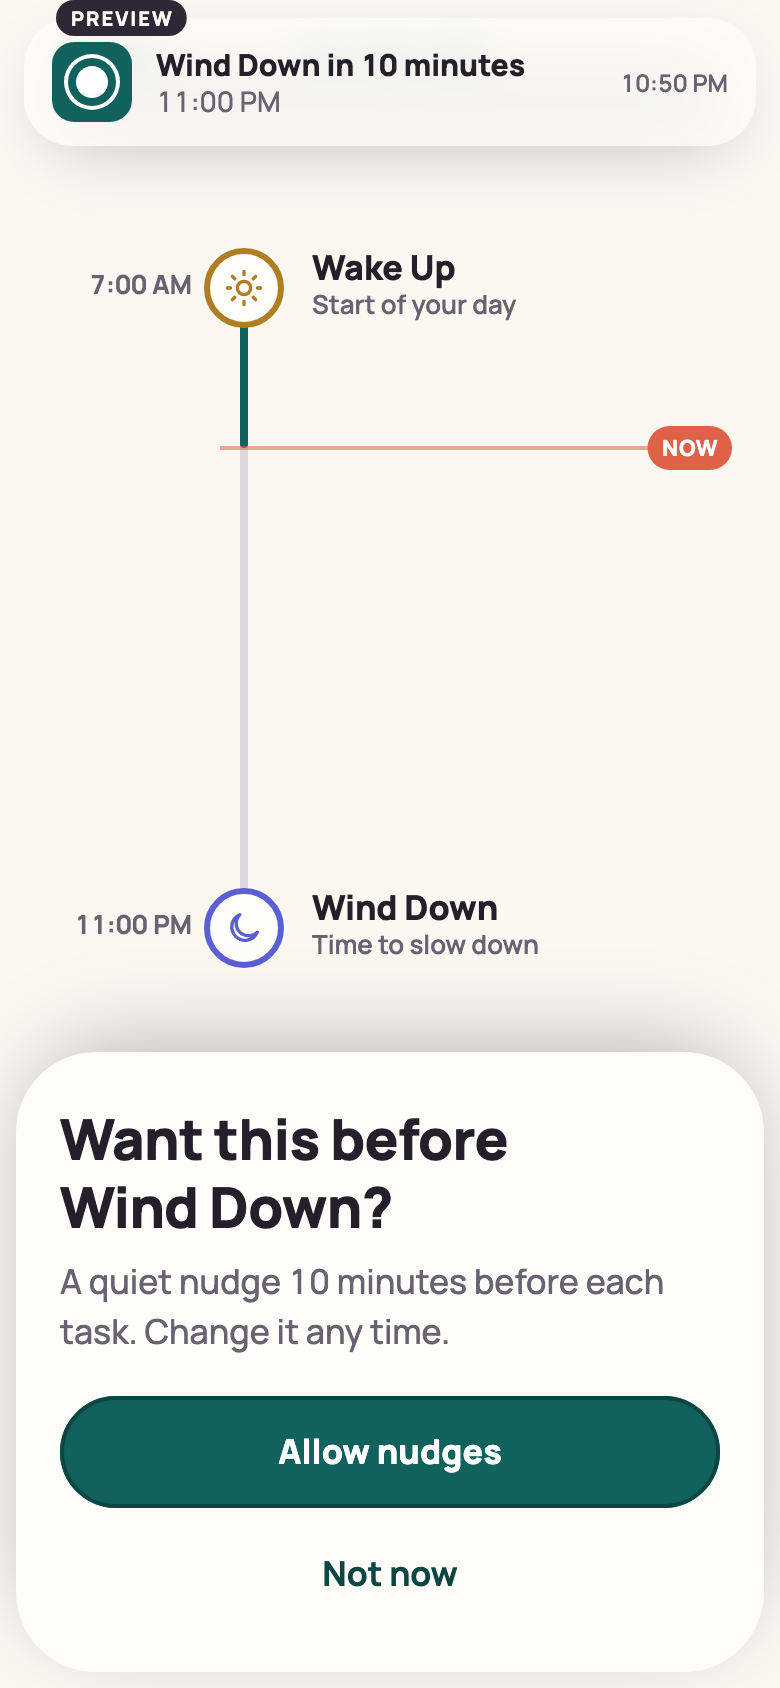 PREVIEW
Wind Down in 10 minutes
11:00 PM
10:50 PM
7:00 AM
Wake Up
Start of your day
NOW
11:00 PM
Wind Down
Time to slow down
Want this before
Wind Down?
A quiet nudge 10 minutes before each
task. Change it any time.
Allow nudges
Not now